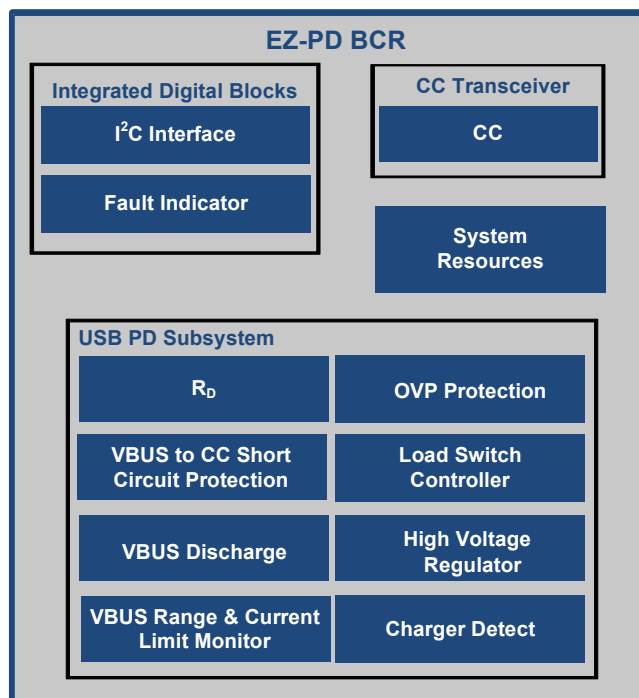 EZ-PD BCR
Integrated Digital Blocks
I²C Interface
Fault Indicator
CC Transceiver
CC
System
Resources
USB PD Subsystem
R_D
OVP Protection
VBUS to CC Short
Circuit Protection
Load Switch
Controller
VBUS Discharge
High Voltage
Regulator
VBUS Range & Current
Limit Monitor
Charger Detect